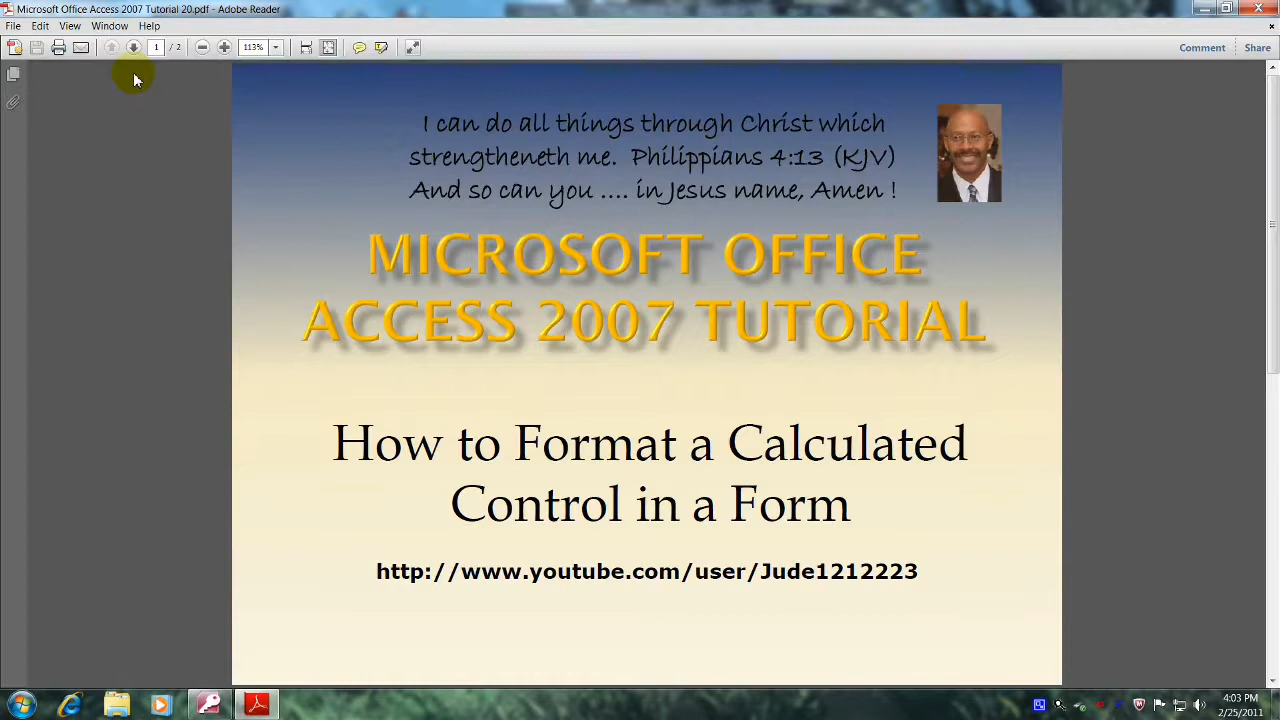 Microsoft Office Access 2007 Tutorial 20.pdf - Adobe Reader
File Edit View Window Help
1 / 2 113% Comment Share
I can do all things through Christ which
strengtheneth me. Philippians 4:13 (KJV)
And so can you .... in Jesus name, Amen !
MICROSOFT OFFICE
ACCESS 2007 TUTORIAL
How to Format a Calculated
Control in a Form
http://www.youtube.com/user/Jude1212223
4:03 PM
2/25/2011